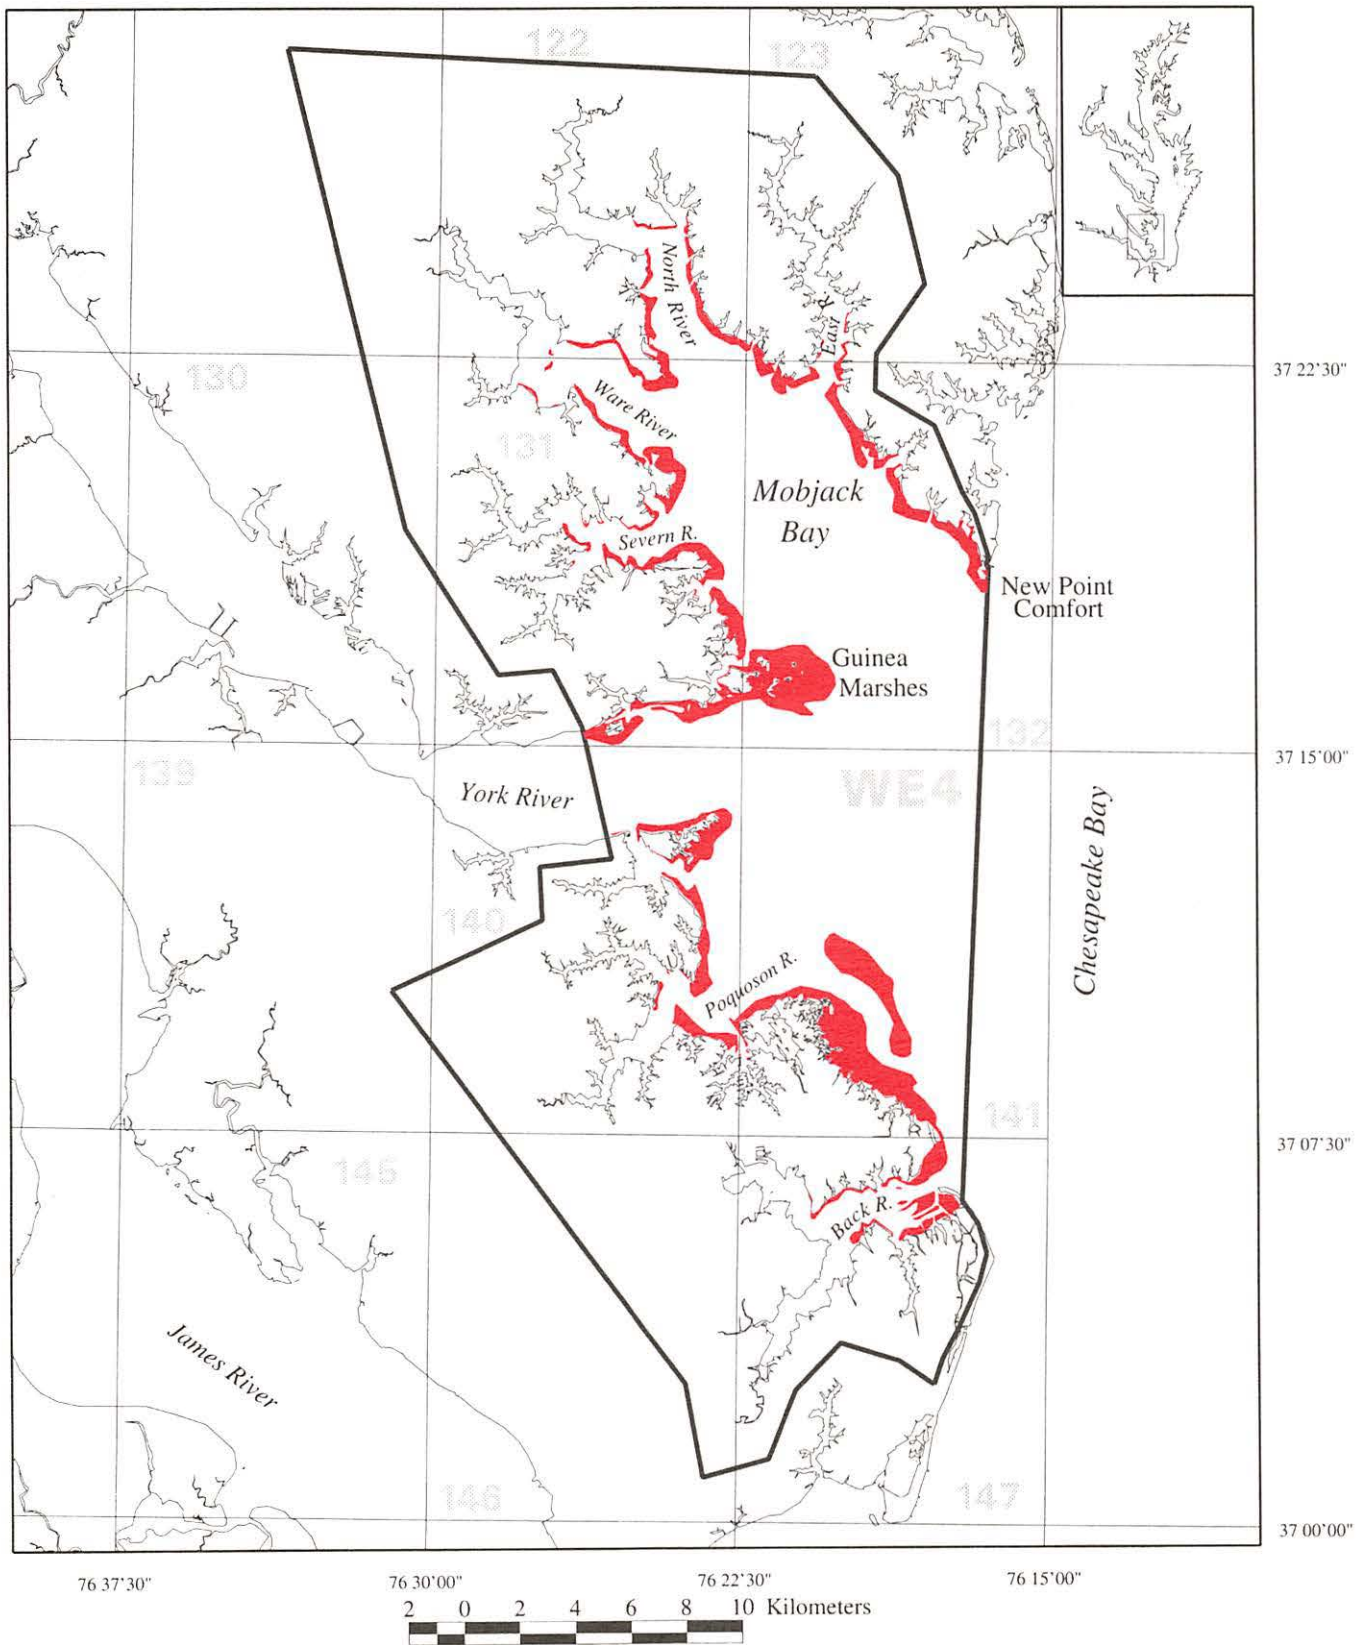 122
123
North River
East R.
37 22'30"
130
Ware River
131
Mobjack
Bay
Severn R.
New Point
Comfort
Guinea
Marshes
132
37 15'00"
139
York River
WE4
Chesapeake Bay
140
Poquoson R.
141
37 07'30"
145
Back R.
James River
146
147
37 00'00"
76 37'30"
76 30'00"
76 22'30"
76 15'00"
2 0 2 4 6 8 10 Kilometers